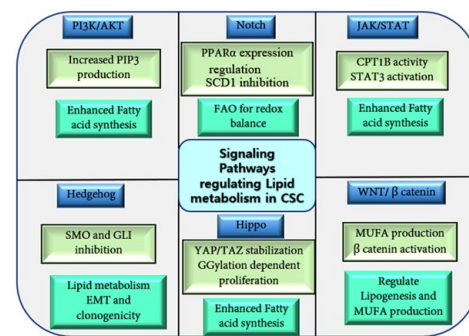 PI3K/AKT
Increased PIP3
production
Enhanced Fatty
acid synthesis
Notch
PPARα expression
regulation
SCD1 inhibition
FAO for redox
balance
JAK/STAT
CPT1B activity
STAT3 activation
Enhanced Fatty
acid synthesis
Signaling
Pathways
regulating Lipid
metabolism in CSC
Hedgehog
SMO and GLI
inhibition
Lipid metabolism
EMT and
clonogenicity
Hippo
YAP/TAZ stabilization
GGylation dependent
proliferation
Enhanced Fatty
acid synthesis
WNT/ β catenin
MUFA production
β catenin activation
Regulate
Lipogenesis and
MUFA production